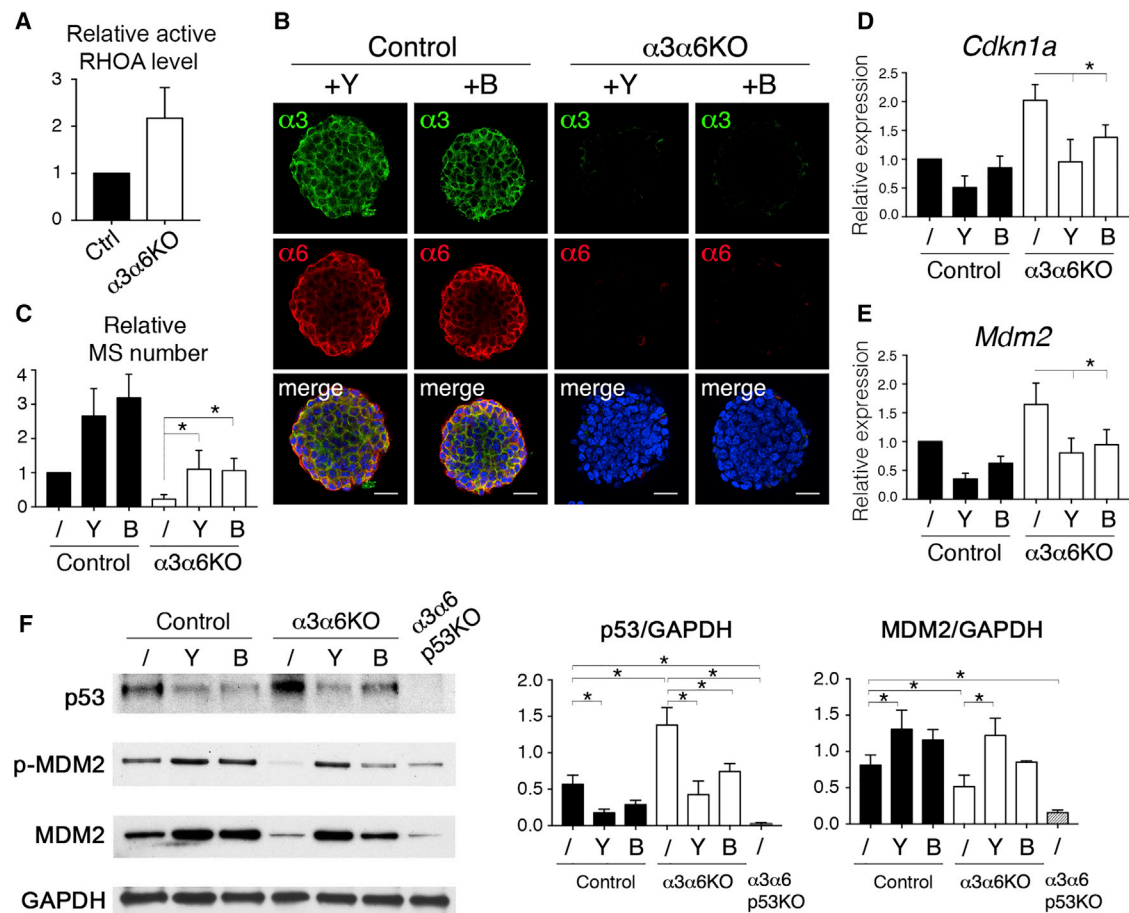 A
Relative active
RHOA level
3
2
1
0
Ctrl
α3α6KO
B
Control
α3α6KO
+Y
+B
+Y
+B
α3
α3
α3
α3
α6
α6
α6
α6
merge
merge
merge
merge
C
Relative
MS number
4
3
2
1
0
*
*
/ Y B / Y B
Control
α3α6KO
D
Cdkn1a
Relative expression
2.5
2.0
1.5
1.0
0.5
0.0
*
/ Y B / Y B
Control
α3α6KO
E
Mdm2
Relative expression
2.5
2.0
1.5
1.0
0.5
0.0
*
/ Y B / Y B
Control
α3α6KO
F
Control
α3α6KO
α3α6
p53KO
/ Y B / Y B
p53
p-MDM2
MDM2
GAPDH
p53/GAPDH
2.0
1.5
1.0
0.5
0.0
*
* *
* *
*
/ Y B / Y B /
Control
α3α6KO
α3α6
p53KO
MDM2/GAPDH
2.0
1.5
1.0
0.5
0.0
*
*
* *
/ Y B / Y B /
Control
α3α6KO
α3α6
p53KO